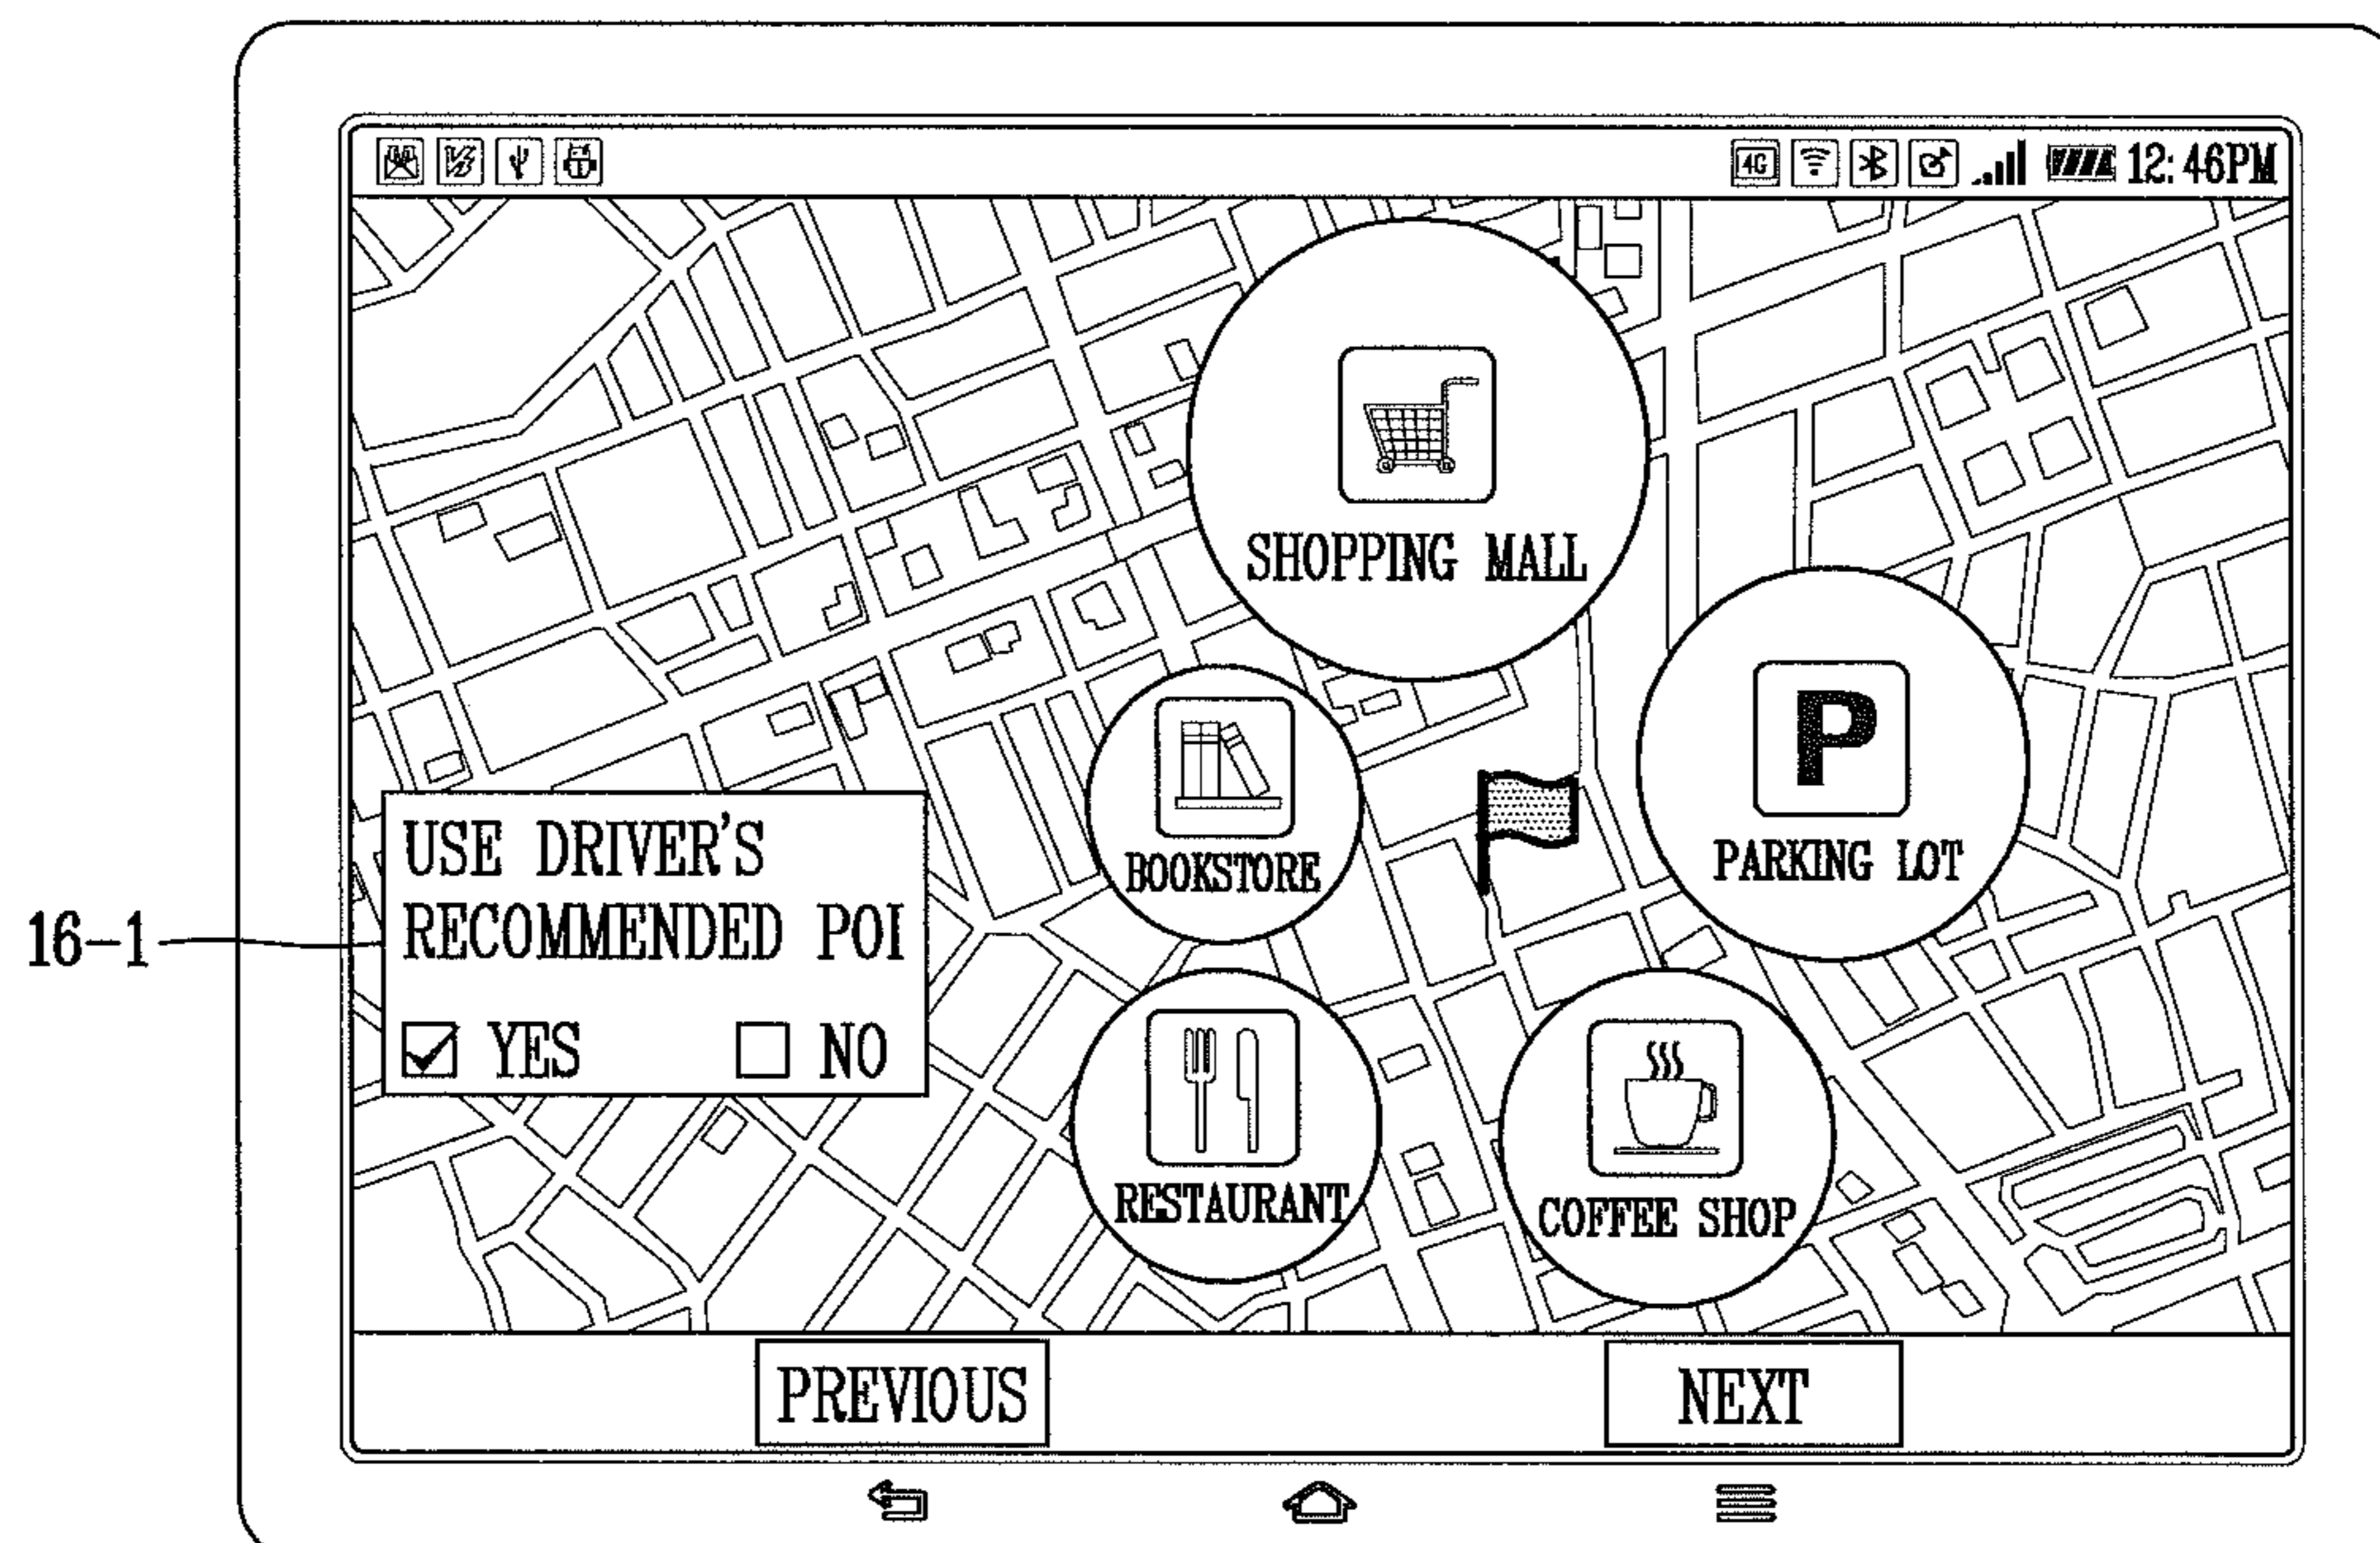 4G 12:46PM
SHOPPING MALL
P
PARKING LOT
BOOKSTORE
USE DRIVER'S
RECOMMENDED POI
YES NO
16-1
RESTAURANT
COFFEE SHOP
PREVIOUS NEXT